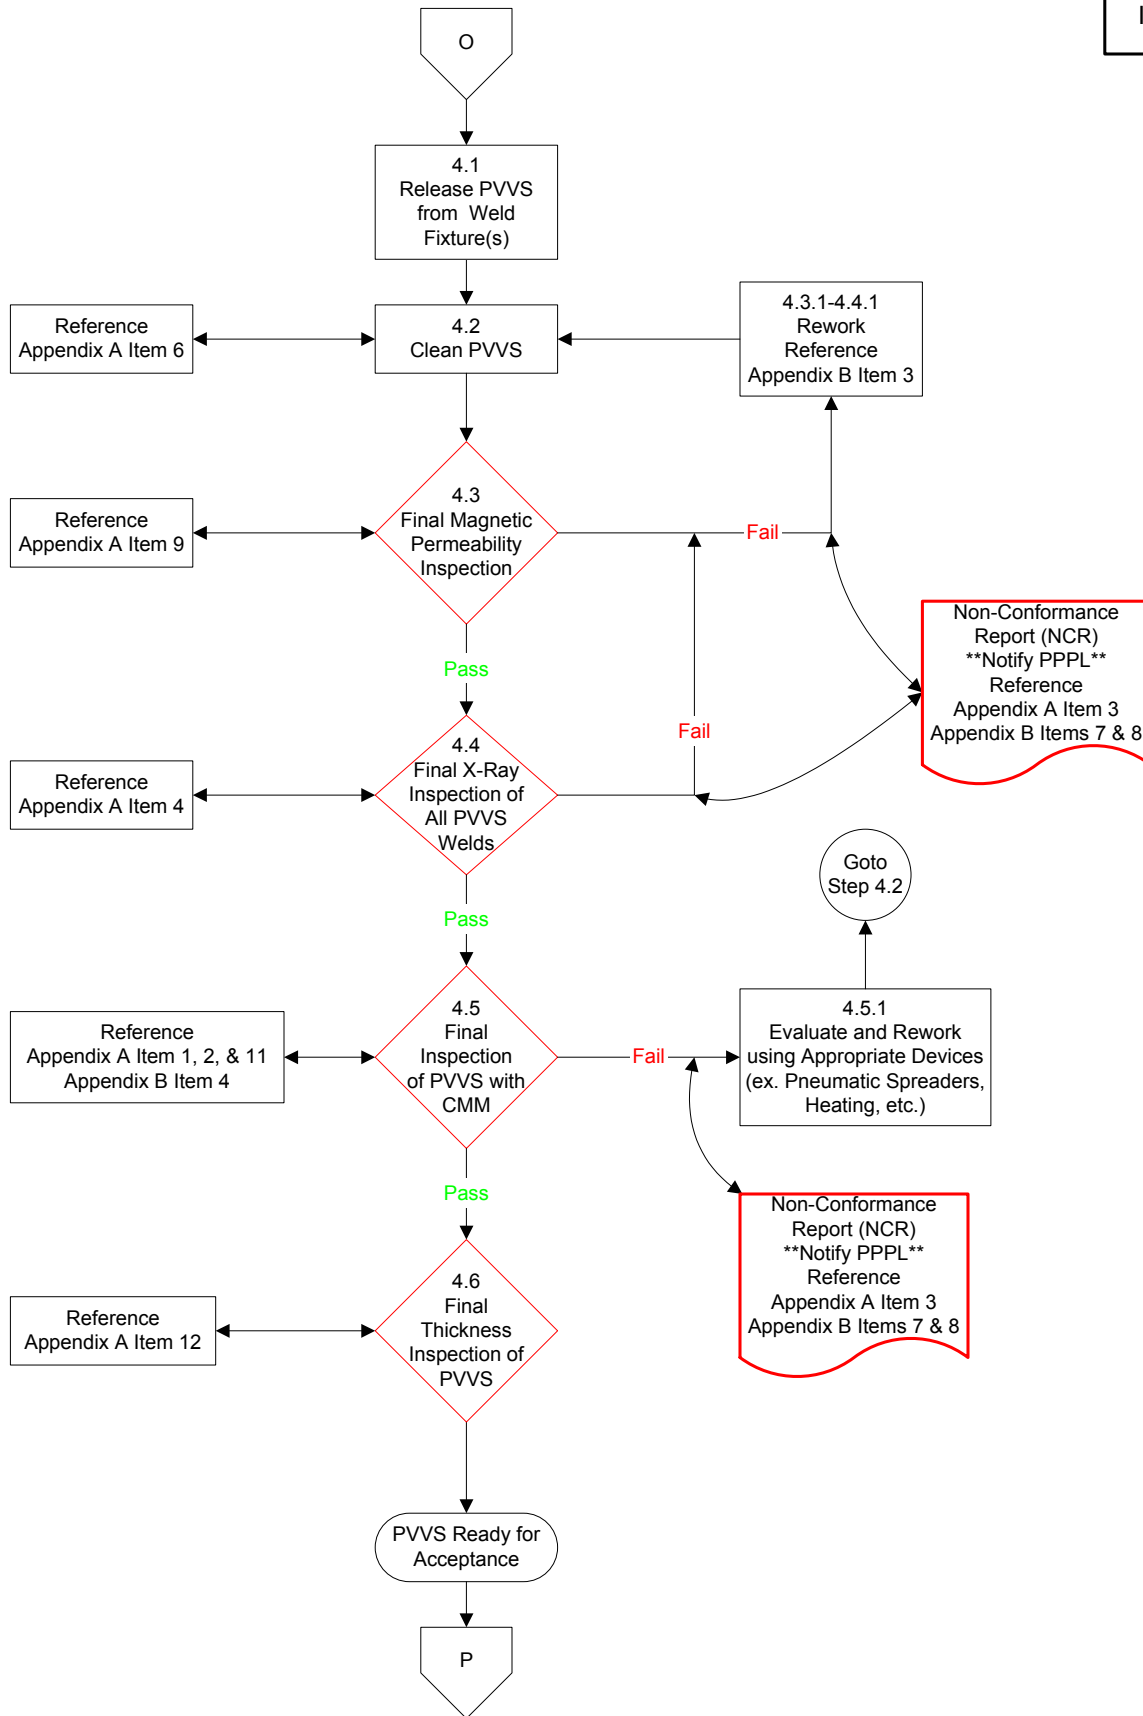 O
4.1
Release PVVS
from Weld
Fixture(s)
Reference
Appendix A Item 6
4.2
Clean PVVS
4.3.1-4.4.1
Rework
Reference
Appendix B Item 3
Reference
Appendix A Item 9
4.3
Final Magnetic
Permeability
Inspection
Fail
Non-Conformance
Report (NCR)
**Notify PPPL**
Reference
Appendix A Item 3
Appendix B Items 7 & 8
Pass
Fail
Reference
Appendix A Item 4
4.4
Final X-Ray
Inspection of
All PVVS
Welds
Goto
Step 4.2
Pass
Reference
Appendix A Item 1, 2, & 11
Appendix B Item 4
4.5
Final
Inspection
of PVVS with
CMM
Fail
4.5.1
Evaluate and Rework
using Appropriate Devices
(ex. Pneumatic Spreaders,
Heating, etc.)
Pass
Non-Conformance
Report (NCR)
**Notify PPPL**
Reference
Appendix A Item 3
Appendix B Items 7 & 8
Reference
Appendix A Item 12
4.6
Final
Thickness
Inspection of
PVVS
PVVS Ready for
Acceptance
P